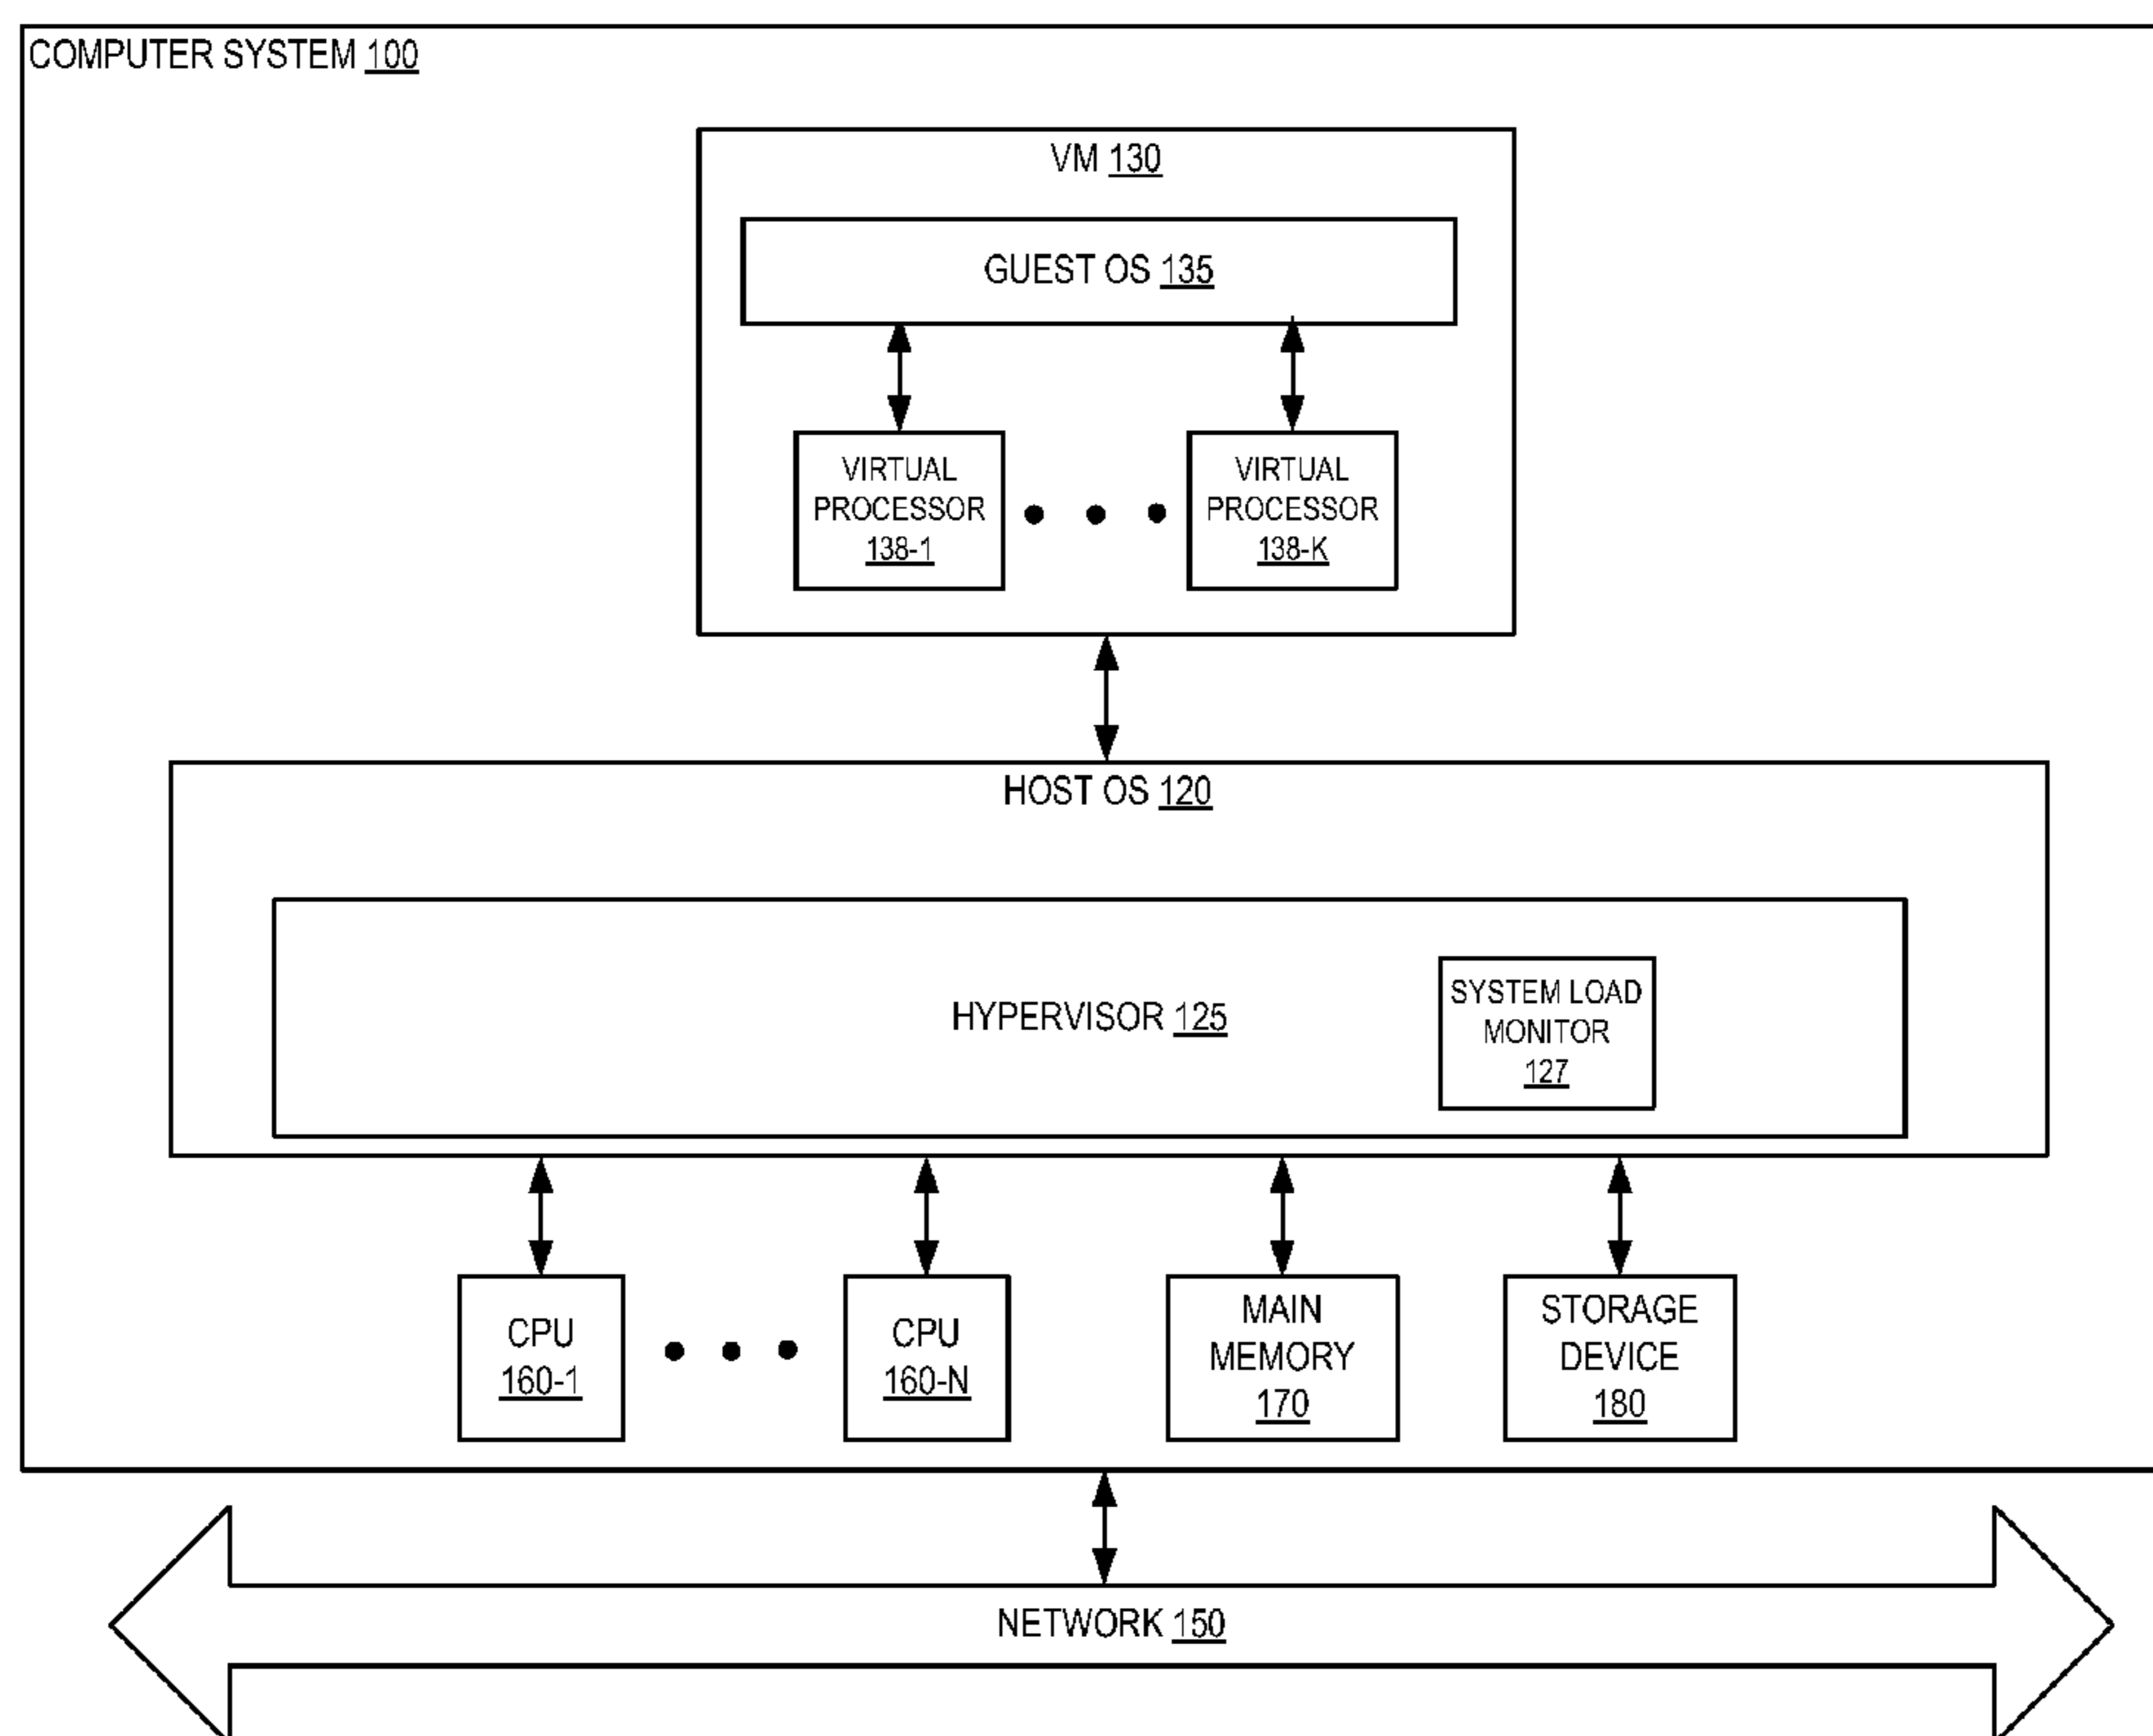 COMPUTER SYSTEM 100
VM 130
GUEST OS 135
VIRTUAL
PROCESSOR
138-1
VIRTUAL
PROCESSOR
138-K
HOST OS 120
HYPERVISOR 125
SYSTEM LOAD
MONITOR
127
CPU
160-1
CPU
160-N
MAIN
MEMORY
170
STORAGE
DEVICE
180
NETWORK 150